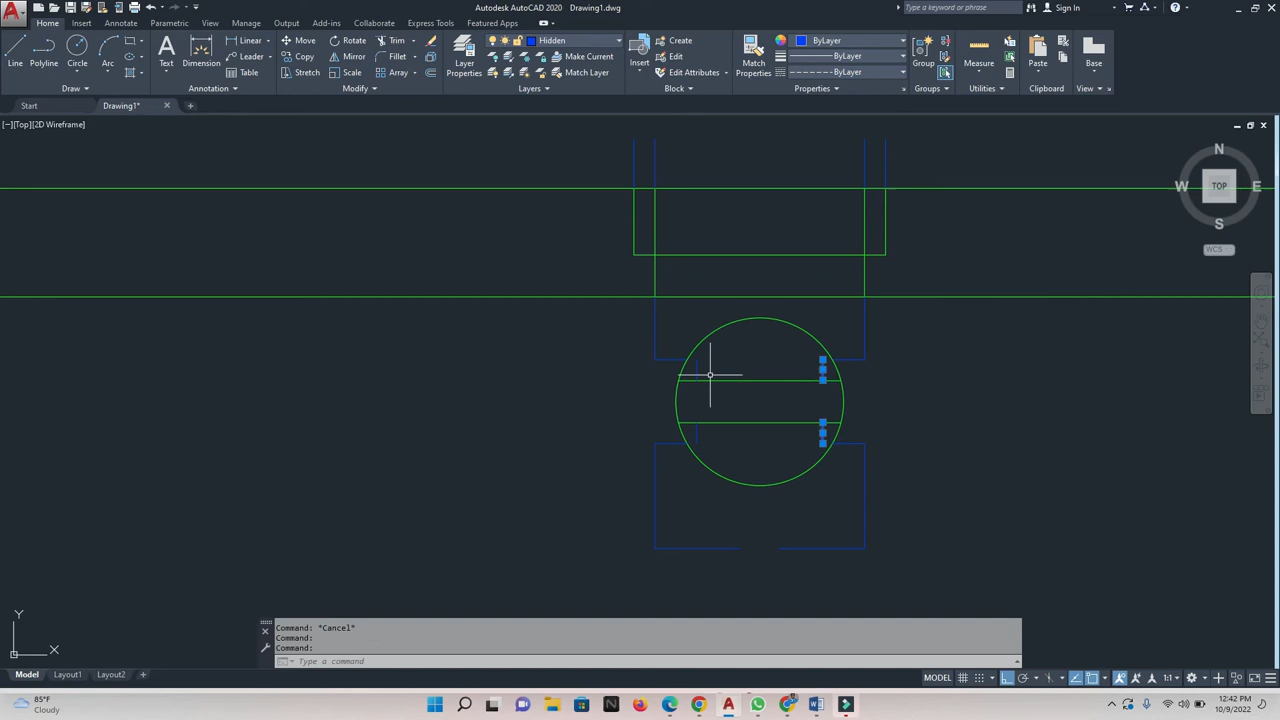 Autodesk AutoCAD 2020 Drawing1.dwg
Type a keyword or phrase
Sign In
Home Insert Annotate Parametric View Manage Output Add-ins Collaborate Express Tools Featured Apps
Line Polyline Circle Arc
Draw
Text Dimension
Linear
Leader
Table
Annotation
Move Rotate Trim
Copy Mirror Fillet
Stretch Scale Array
Modify
Layer Properties
Hidden
Make Current
Match Layer
Layers
Insert
Create
Edit
Edit Attributes
Block
Match Properties
ByLayer
ByLayer
ByLayer
Properties
Group
Groups
Measure
Utilities
Paste
Clipboard
Base
View
Start Drawing1*
[−][Top][2D Wireframe]
N
W TOP E
S
WCS
Y
X
Command: *Cancel*
Command:
Command:
Type a command
Model Layout1 Layout2
MODEL
1:1
85°F
Cloudy
12:42 PM
10/9/2022